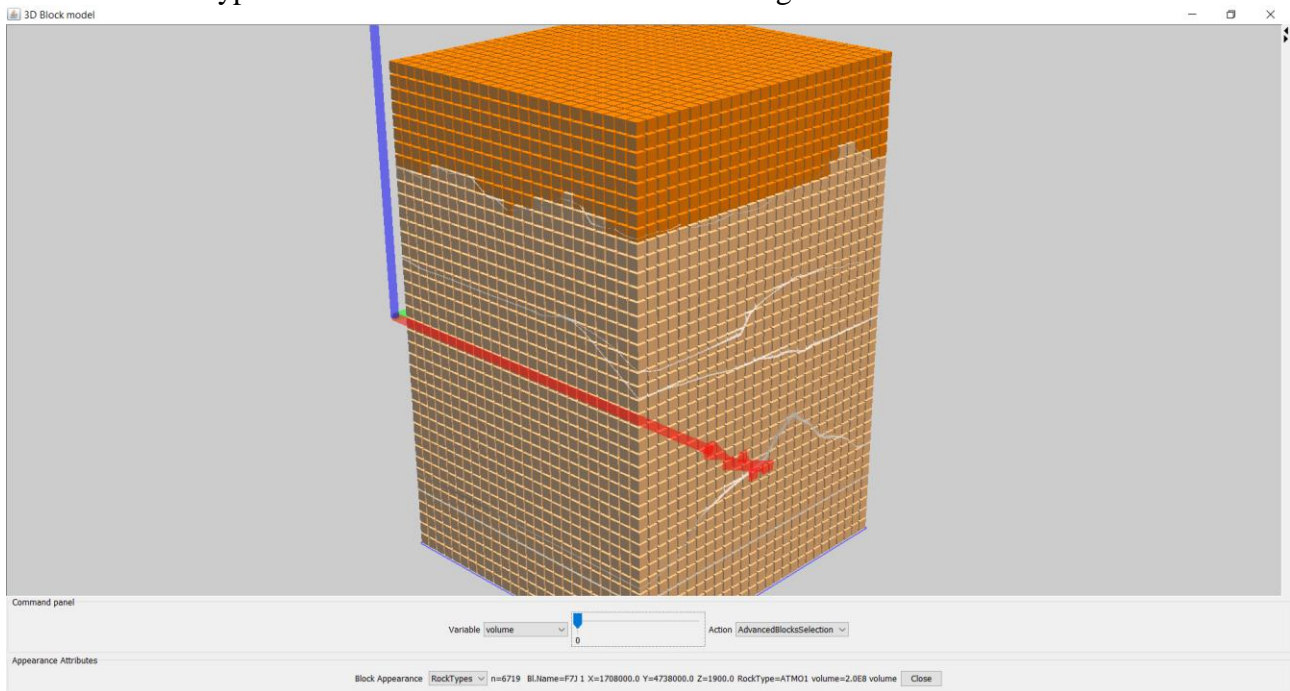 3D Block model
Command panel
Variable volume 0 Action AdvancedBlocksSelection
Appearance Attributes
Block Appearance RockTypes n=6719 Bl.Name=F7J 1 X=1708000.0 Y=4738000.0 Z=1900.0 RockType=ATMO1 volume=2.0E8 volume Close